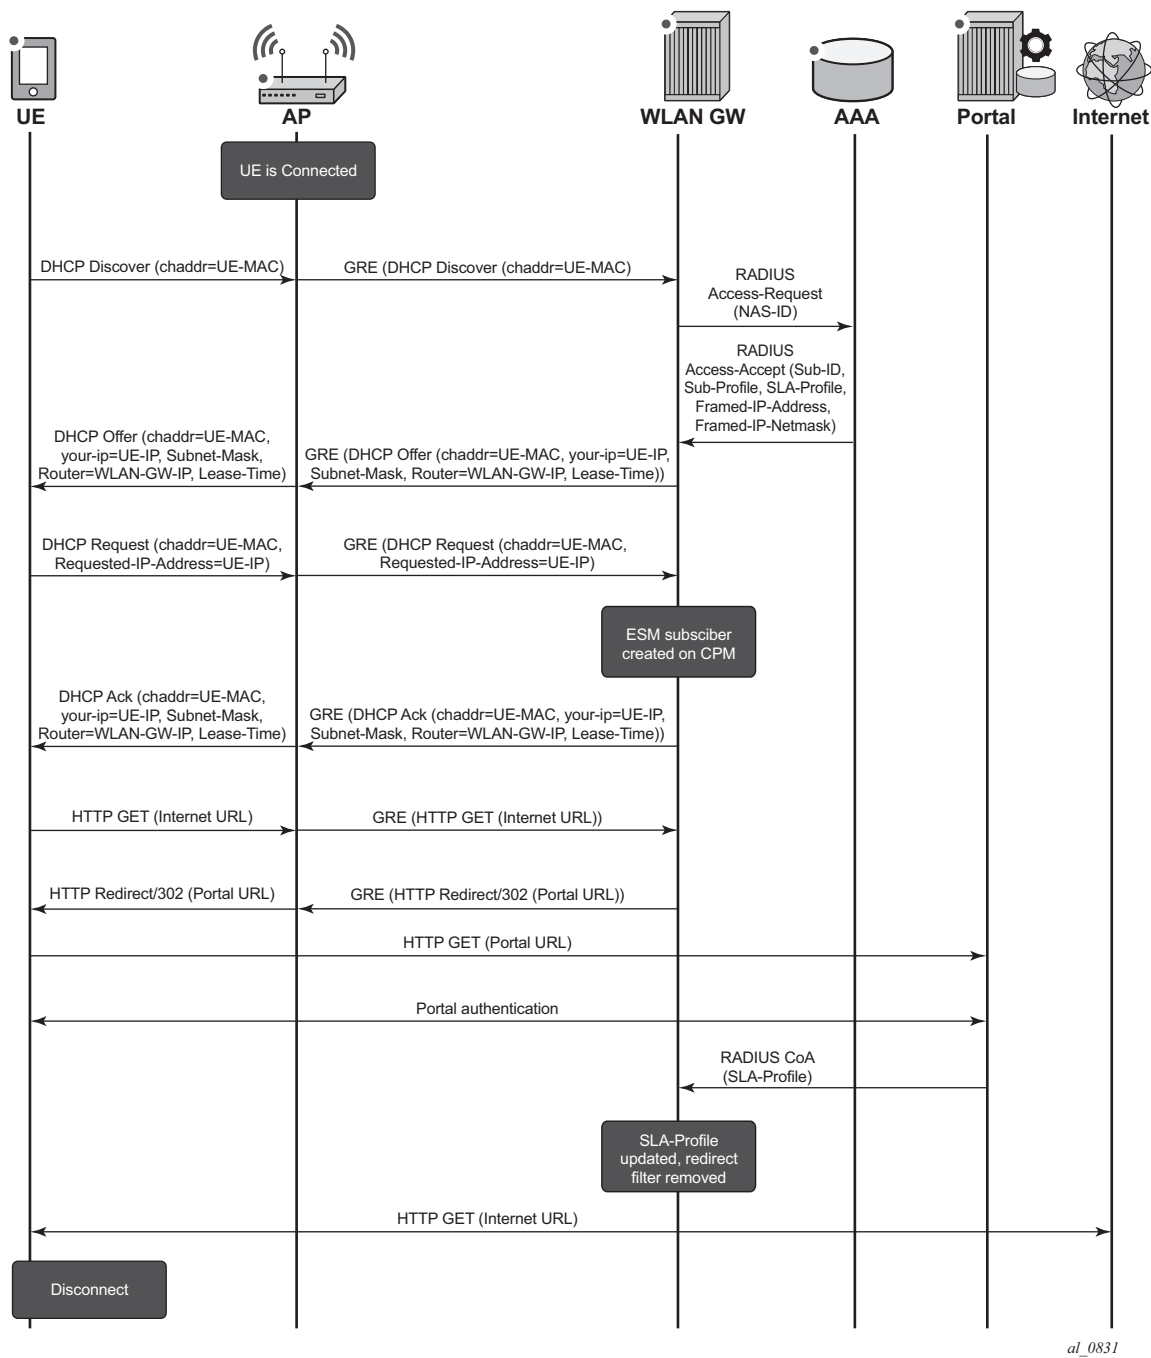 UE
AP
WLAN GW
AAA
Portal
Internet
UE is Connected
DHCP Discover (chaddr=UE-MAC)
GRE (DHCP Discover (chaddr=UE-MAC)
RADIUS
Access-Request
(NAS-ID)
RADIUS
Access-Accept (Sub-ID,
Sub-Profile, SLA-Profile,
Framed-IP-Address,
Framed-IP-Netmask)
DHCP Offer (chaddr=UE-MAC,
your-ip=UE-IP, Subnet-Mask,
Router=WLAN-GW-IP, Lease-Time)
GRE (DHCP Offer (chaddr=UE-MAC, your-ip=UE-IP,
Subnet-Mask, Router=WLAN-GW-IP, Lease-Time))
DHCP Request (chaddr=UE-MAC,
Requested-IP-Address=UE-IP)
GRE (DHCP Request (chaddr=UE-MAC,
Requested-IP-Address=UE-IP)
ESM subsciber
created on CPM
DHCP Ack (chaddr=UE-MAC,
your-ip=UE-IP, Subnet-Mask,
Router=WLAN-GW-IP, Lease-Time)
GRE (DHCP Ack (chaddr=UE-MAC, your-ip=UE-IP,
Subnet-Mask, Router=WLAN-GW-IP, Lease-Time))
HTTP GET (Internet URL)
GRE (HTTP GET (Internet URL))
HTTP Redirect/302 (Portal URL)
GRE (HTTP Redirect/302 (Portal URL))
HTTP GET (Portal URL)
Portal authentication
RADIUS CoA
(SLA-Profile)
SLA-Profile
updated, redirect
filter removed
HTTP GET (Internet URL)
Disconnect
al_0831